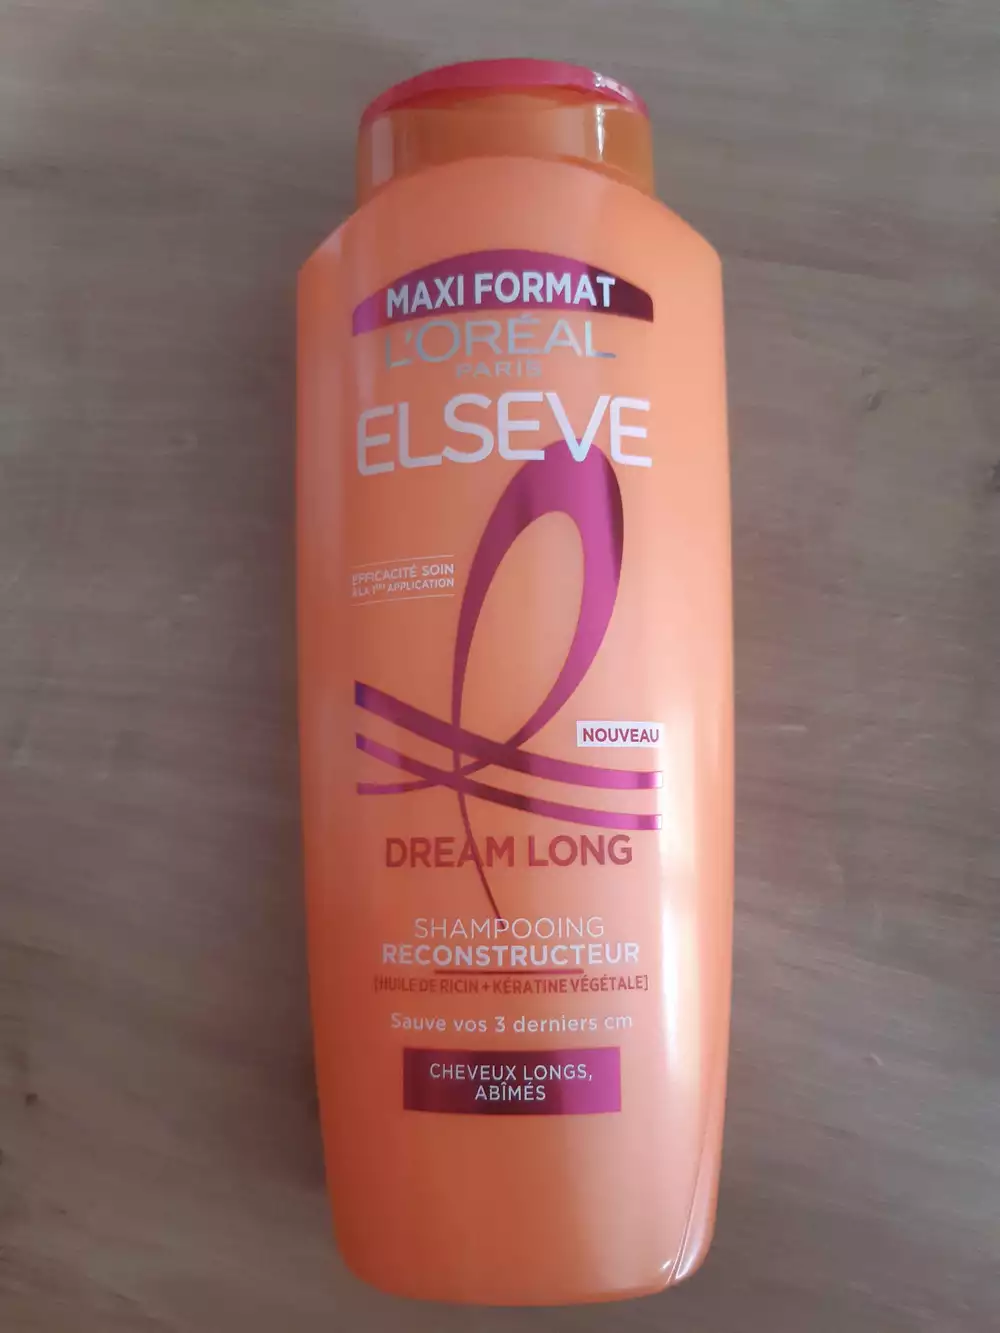 MAXI FORMAT
L'ORÉAL
PARIS
ELSEVE
EFFICACITÉ SOIN
À LA 1ÈRE APPLICATION
NOUVEAU
DREAM LONG
SHAMPOOING
RECONSTRUCTEUR
[HUILE DE RICIN + KÉRATINE VÉGÉTALE]
Sauve vos 3 derniers cm
CHEVEUX LONGS,
ABÎMÉS